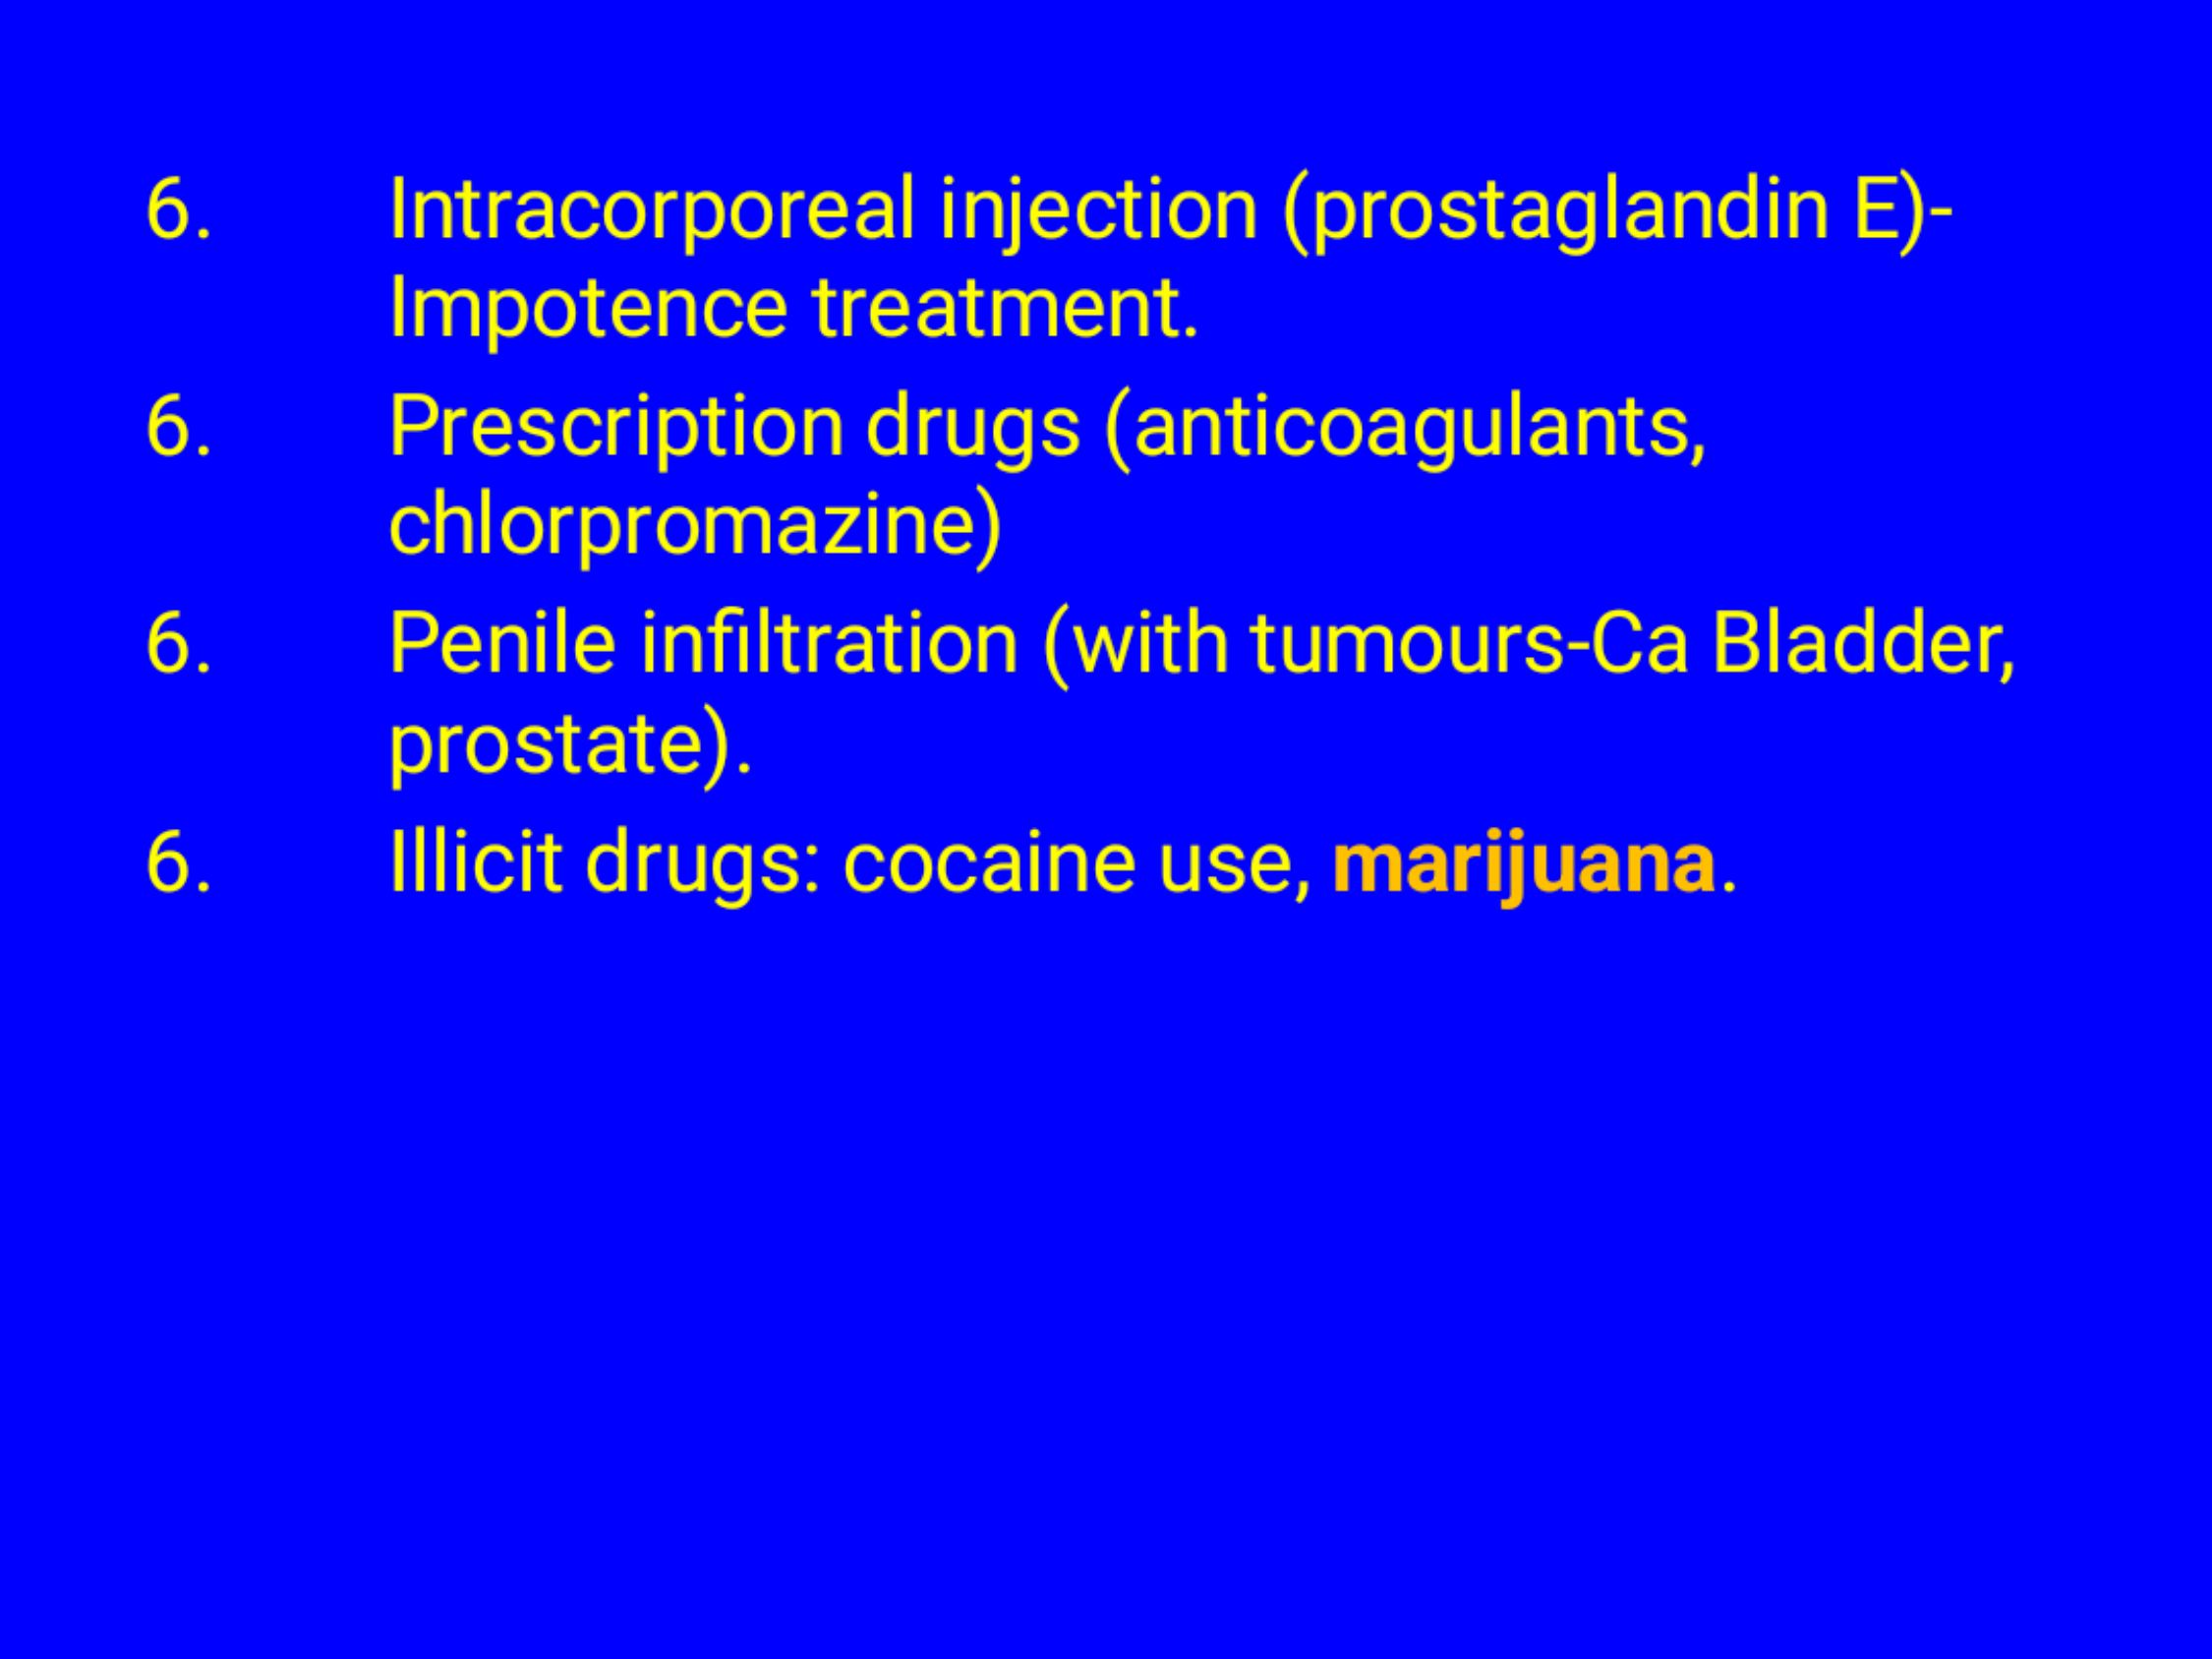 6. Intracorporeal injection (prostaglandin E)-
Impotence treatment.
6. Prescription drugs (anticoagulants,
chlorpromazine)
6. Penile infiltration (with tumours-Ca Bladder,
prostate).
6. Illicit drugs: cocaine use, marijuana.